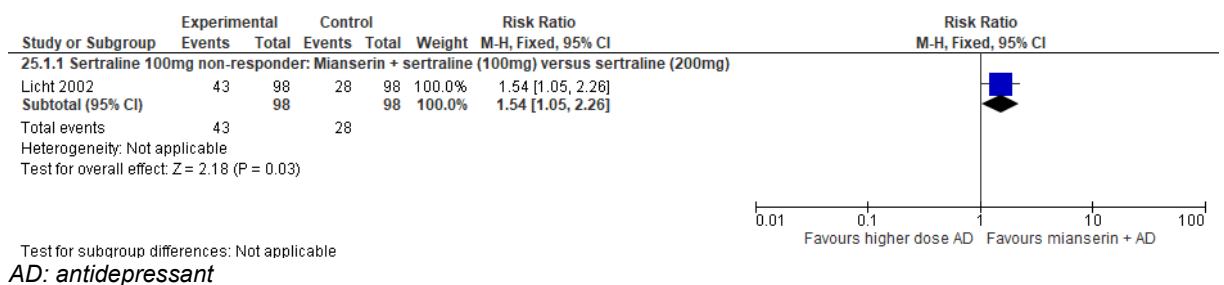 Experimental Control Risk Ratio Risk Ratio
Study or Subgroup Events Total Events Total Weight M-H, Fixed, 95% CI M-H, Fixed, 95% CI
25.1.1 Sertraline 100mg non-responder: Mianserin + sertraline (100mg) versus sertraline (200mg)
Licht 2002 43 98 28 98 100.0% 1.54 [1.05, 2.26]
Subtotal (95% CI) 98 98 100.0% 1.54 [1.05, 2.26]
Total events 43 28
Heterogeneity: Not applicable
Test for overall effect: Z = 2.18 (P = 0.03)
0.01 0.1 1 10 100
Favours higher dose AD Favours mianserin + AD
Test for subgroup differences: Not applicable
AD: antidepressant